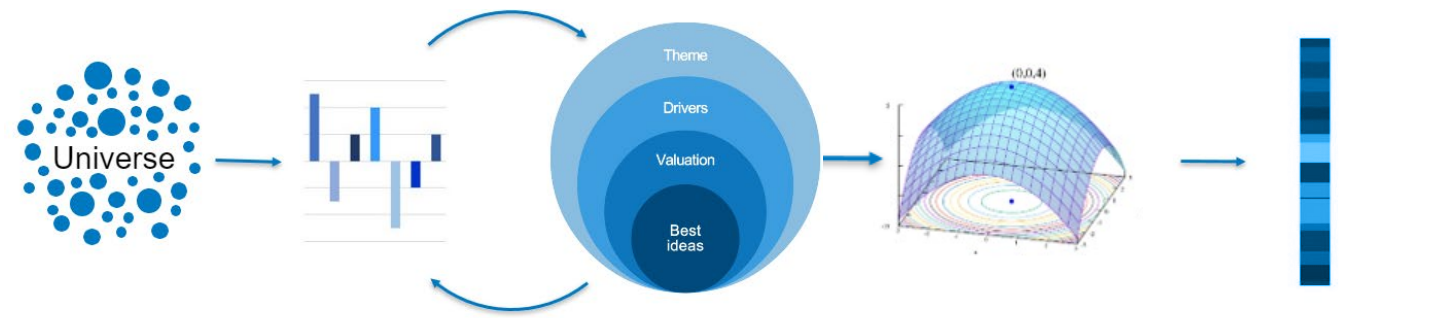 Universe
Theme
Drivers
Valuation
Best
ideas
(0,0,4)